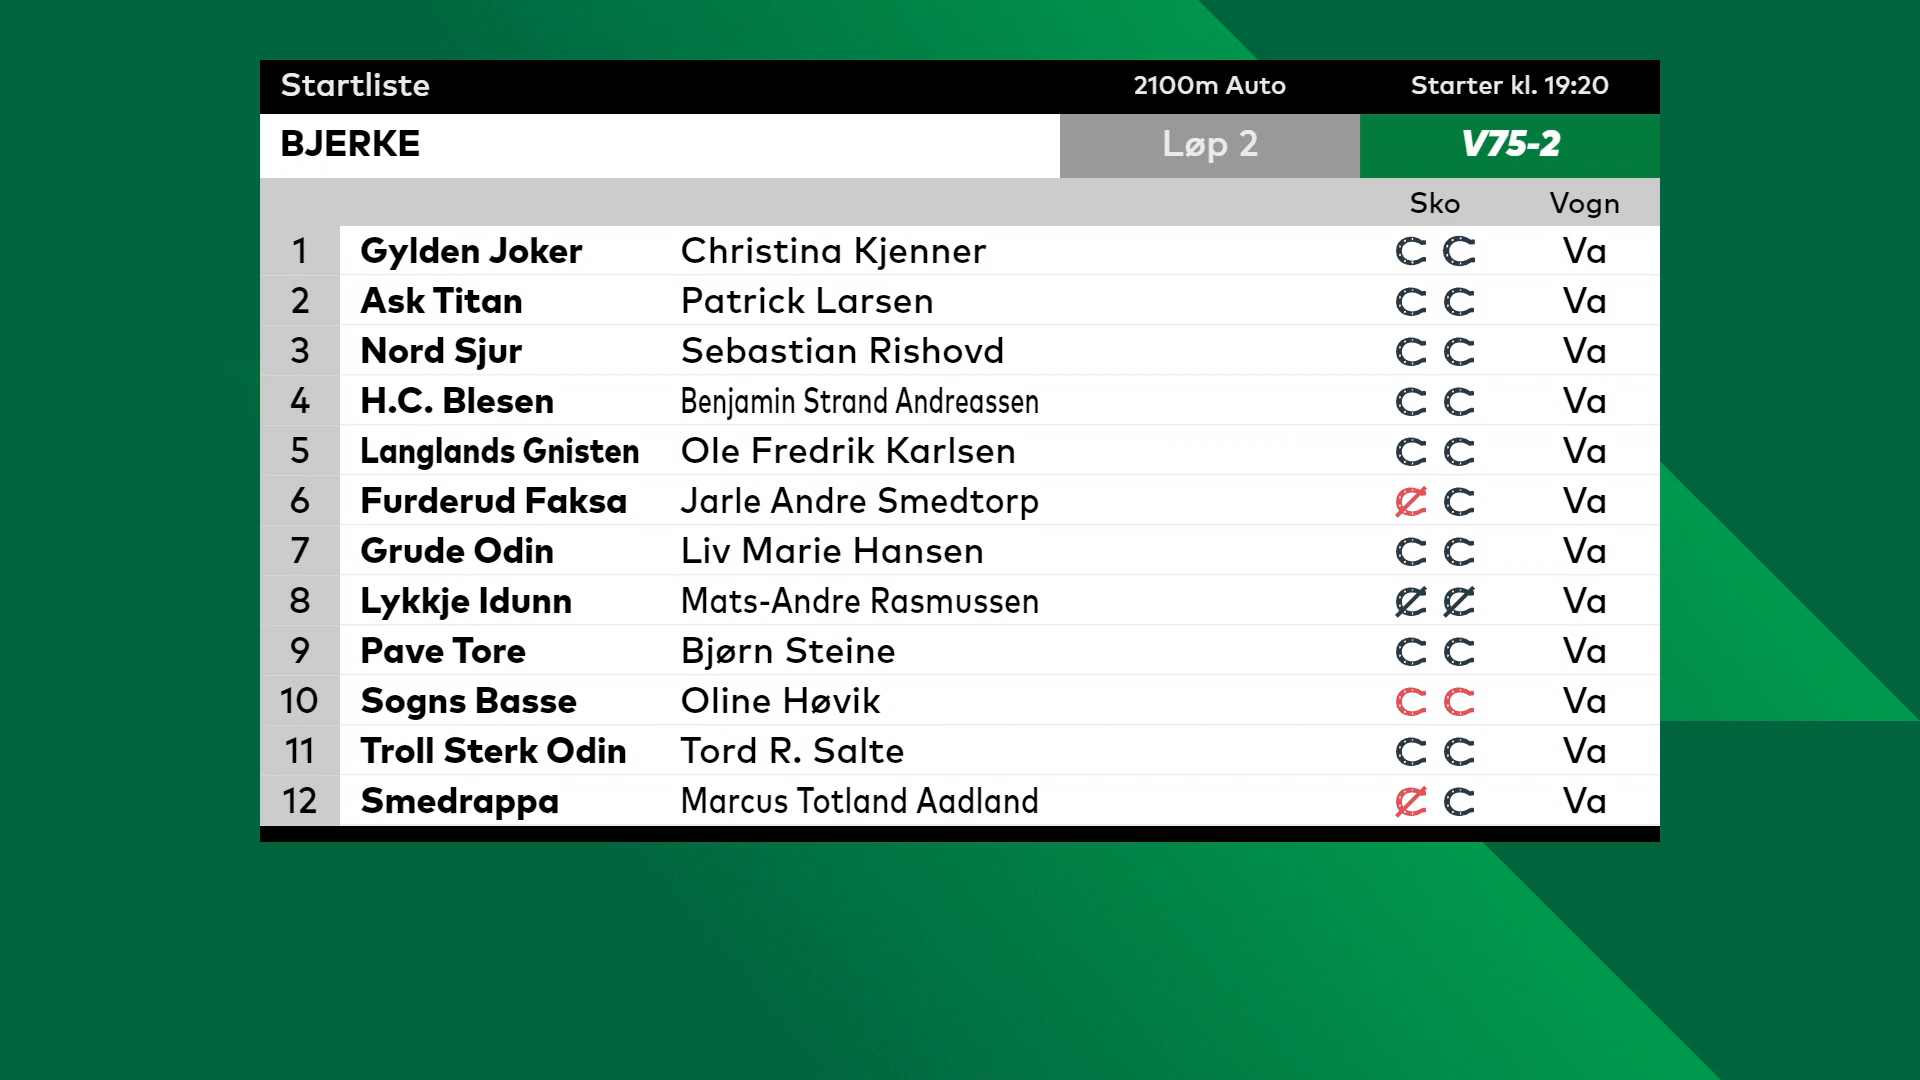 Startliste 2100m Auto Starter kl. 19:20
BJERKE Løp 2 V75-2
Sko Vogn
1 Gylden Joker Christina Kjenner Va
2 Ask Titan Patrick Larsen Va
3 Nord Sjur Sebastian Rishovd Va
4 H.C. Blesen Benjamin Strand Andreassen Va
5 Langlands Gnisten Ole Fredrik Karlsen Va
6 Furderud Faksa Jarle Andre Smedtorp Va
7 Grude Odin Liv Marie Hansen Va
8 Lykkje Idunn Mats-Andre Rasmussen Va
9 Pave Tore Bjørn Steine Va
10 Sogns Basse Oline Høvik Va
11 Troll Sterk Odin Tord R. Salte Va
12 Smedrappa Marcus Totland Aadland Va